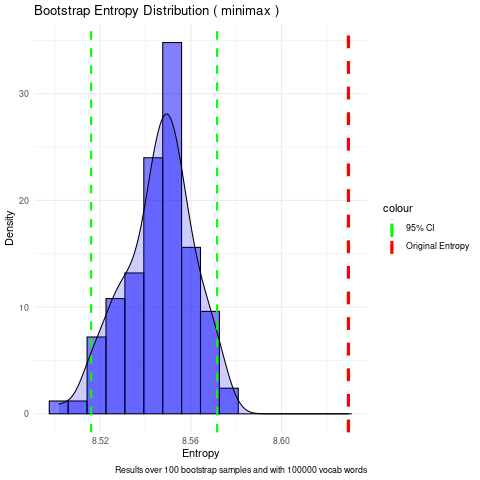 Bootstrap Entropy Distribution ( minimax )
Density
30
20
10
0
8.52
8.56
8.60
Entropy
colour
95% CI
Original Entropy
Results over 100 bootstrap samples and with 100000 vocab words